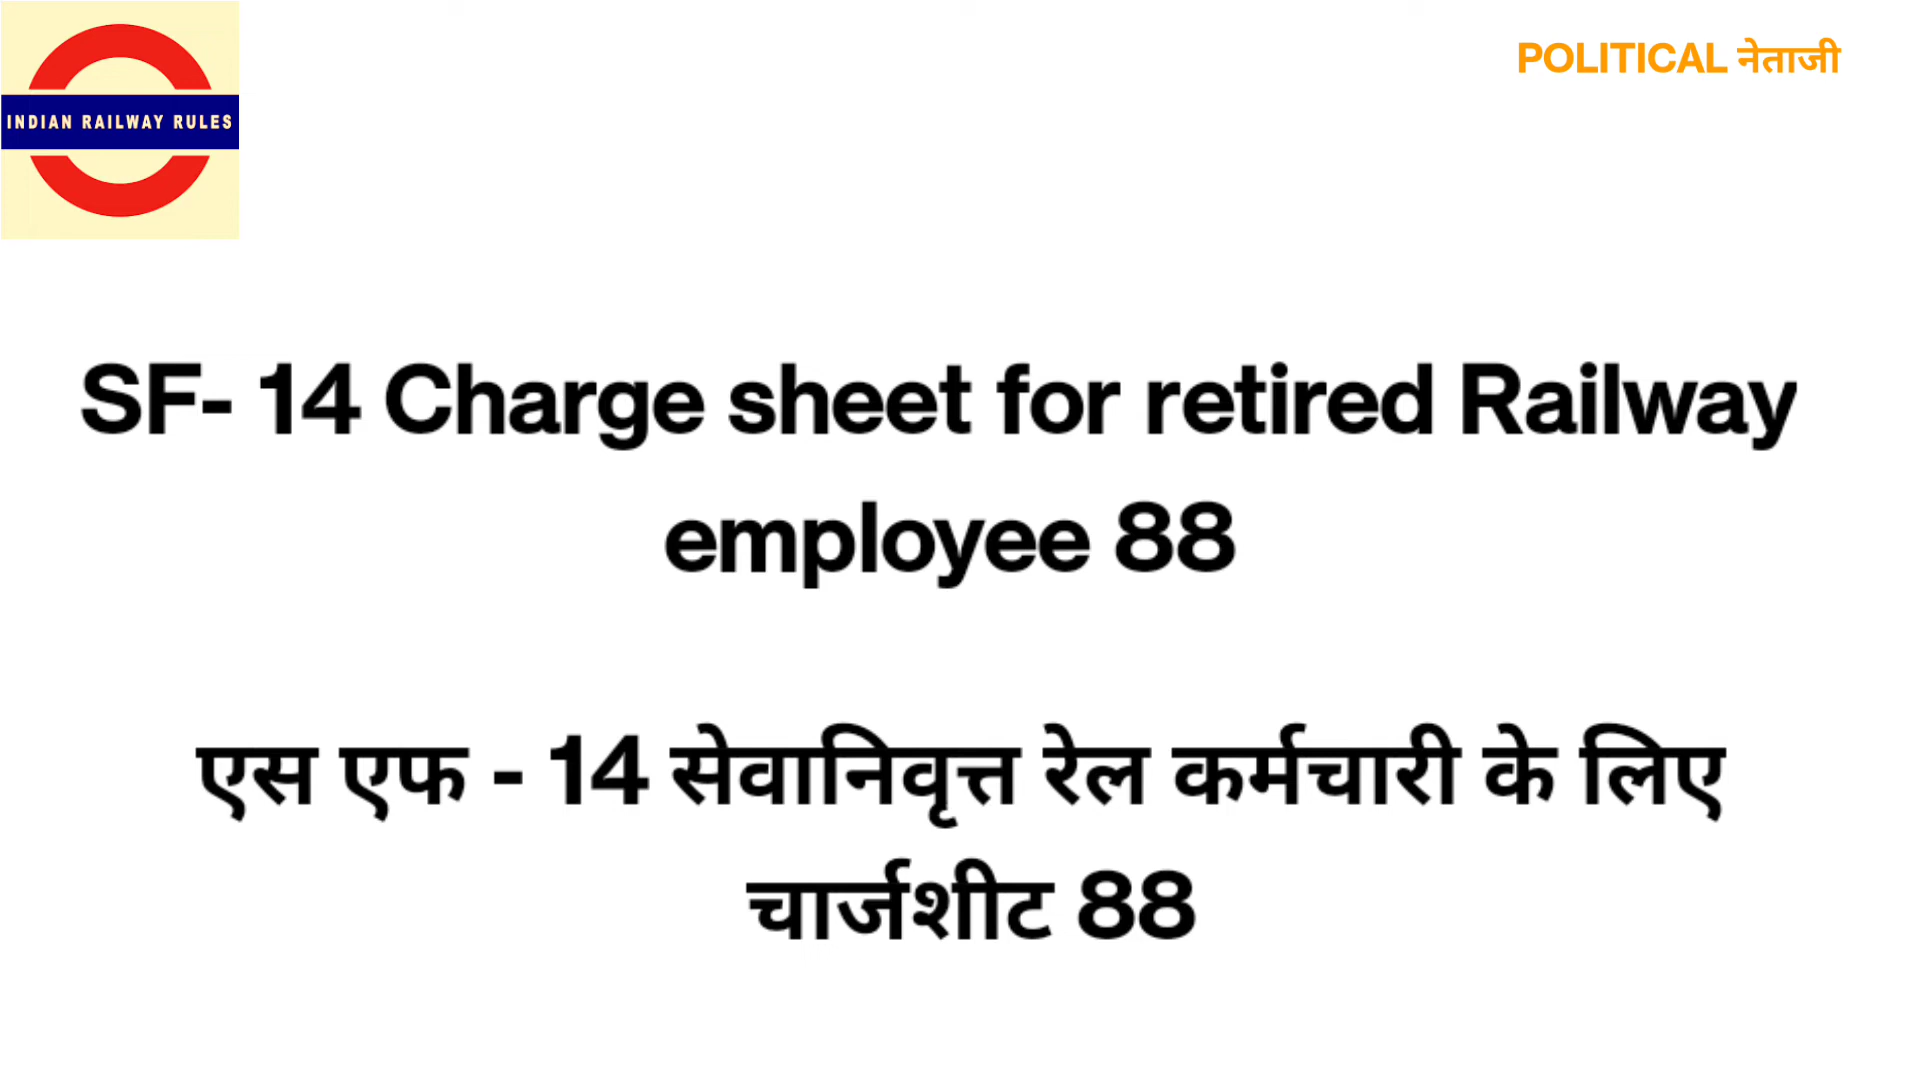 INDIAN RAILWAY RULES
POLITICAL नेताजी
SF- 14 Charge sheet for retired Railway
employee 88
एस एफ - 14 सेवानिवृत्त रेल कर्मचारी के लिए
चार्जशीट 88